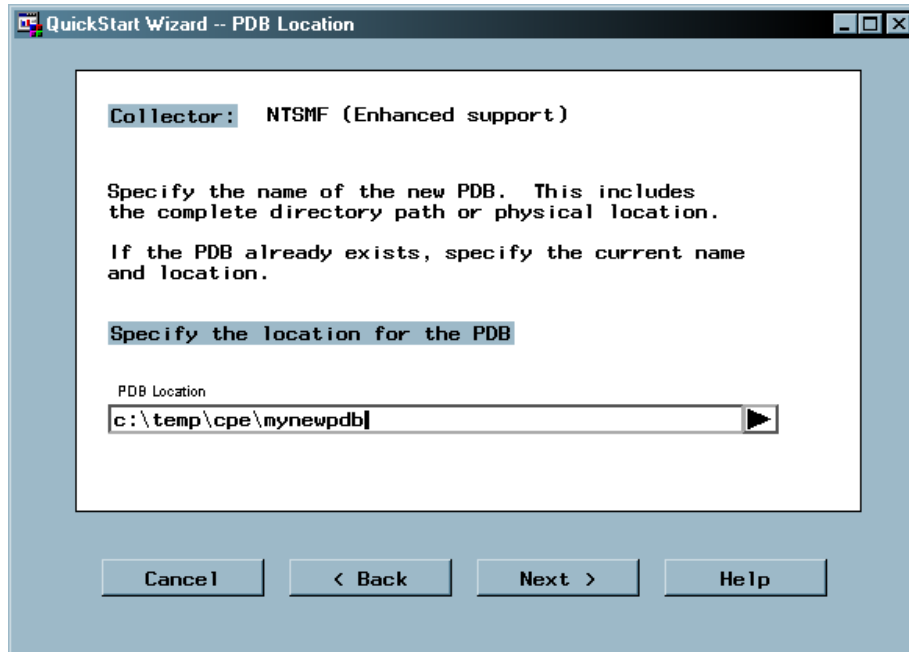 QuickStart Wizard -- PDB Location
Collector: NTSMF (Enhanced support)
Specify the name of the new PDB. This includes
the complete directory path or physical location.
If the PDB already exists, specify the current name
and location.
Specify the location for the PDB
PDB Location
c:\temp\cpe\mynewpdb
Cancel < Back Next > Help